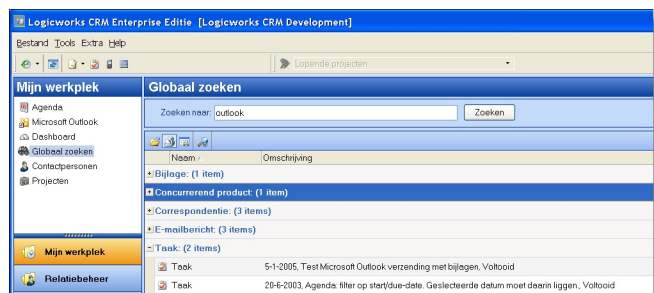 Logicworks CRM Enterprise Editie [Logicworks CRM Development]
Bestand Tools Extra Help
Lopende projecten
Mijn werkplek
Globaal zoeken
Agenda
Microsoft Outlook
Dashboard
Globaal zoeken
Contactpersonen
Projecten
Zoeken naar: outlook Zoeken
Naam Omschrijving
Bijlage: (1 item)
Concurrerend product: (1 item)
Correspondentie: (3 items)
E-mailbericht: (3 items)
Taak: (2 items)
Taak 5-1-2005, Test Microsoft Outlook verzending met bijlagen, Voltooid
Taak 20-6-2003, Agenda: filter op start/due-date. Geslecteerde datum moet daarin liggen., Voltooid
Mijn werkplek
Relatiebeheer